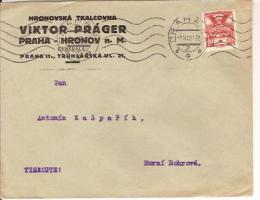 HRONOVSKÁ TKALCOVNA
VIKTOR PRÁGER
PRAHA - HRONOV n. M.
PRAHA II., TRUHLÁŘSKÁ UL. 21.
Pan
Antonín Kašpařík,
TISKOPIS!
Horní Bobrová.